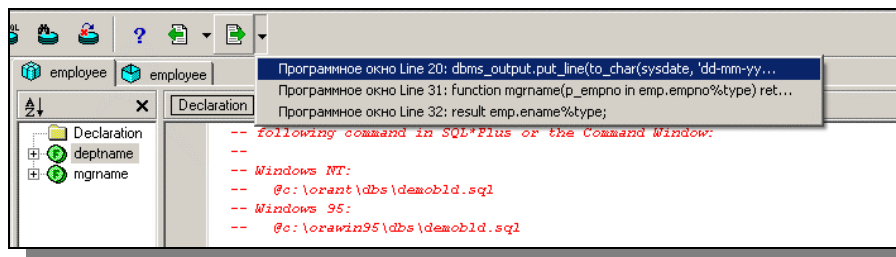 ?
employee employee
Программное окно Line 20: dbms_output.put_line(to_char(sysdate, 'dd-mm-yy...
Программное окно Line 31: function mgrname(p_empno in emp.empno%type) ret...
Программное окно Line 32: result emp.ename%type;
Declaration
deptname
mgrname
Declaration
-- following command in SQL*Plus or the Command Window:
--
-- Windows NT:
-- @c:\orant\dbs\demobld.sql
-- Windows 95:
-- @c:\orawin95\dbs\demobld.sql